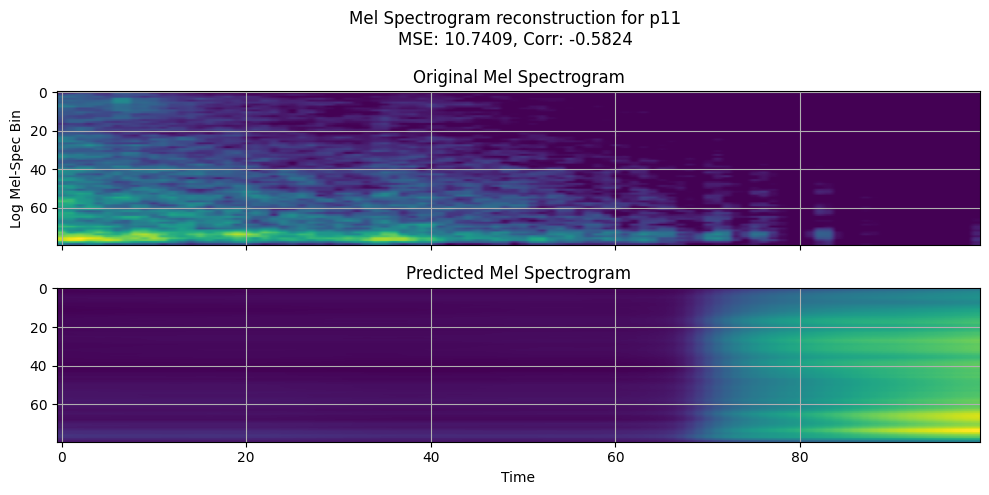 Mel Spectrogram reconstruction for p11
MSE: 10.7409, Corr: -0.5824
Original Mel Spectrogram
0
20
40
60
Log Mel-Spec Bin
Predicted Mel Spectrogram
0
20
40
60
0 20 40 60 80
Time